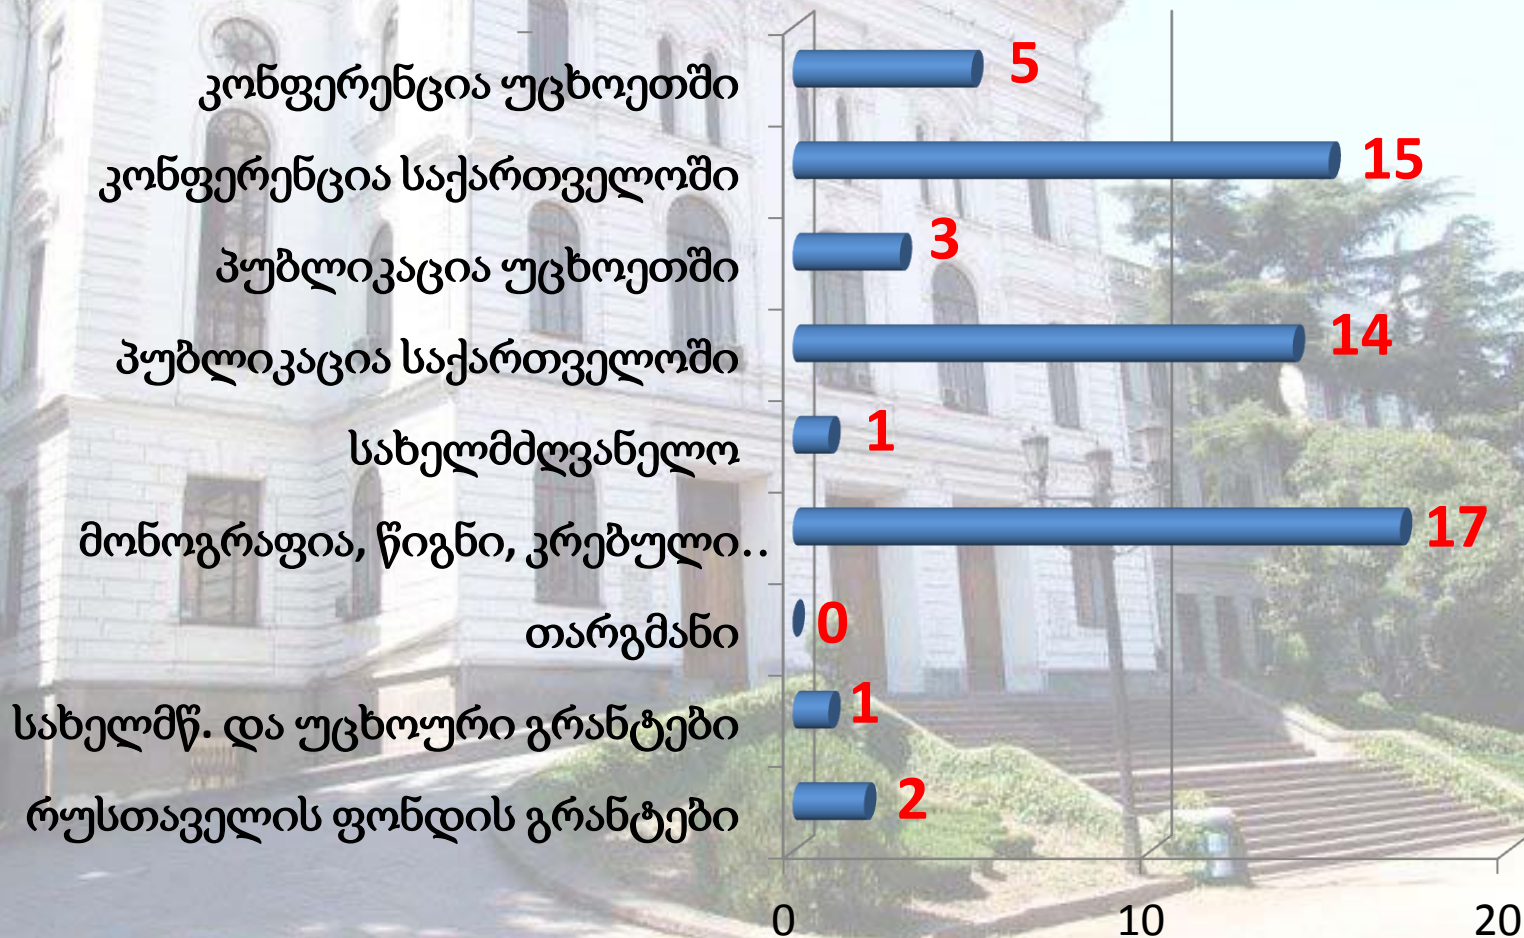 კონფერენცია უცხოეთში 5
კონფერენცია საქართველოში 15
პუბლიკაცია უცხოეთში 3
პუბლიკაცია საქართველოში 14
სახელმძღვანელო 1
მონოგრაფია, წიგნი, კრებული.. 17
თარგმანი 0
სახელმწ. და უცხოური გრანტები 1
რუსთაველის ფონდის გრანტები 2
0 10 20